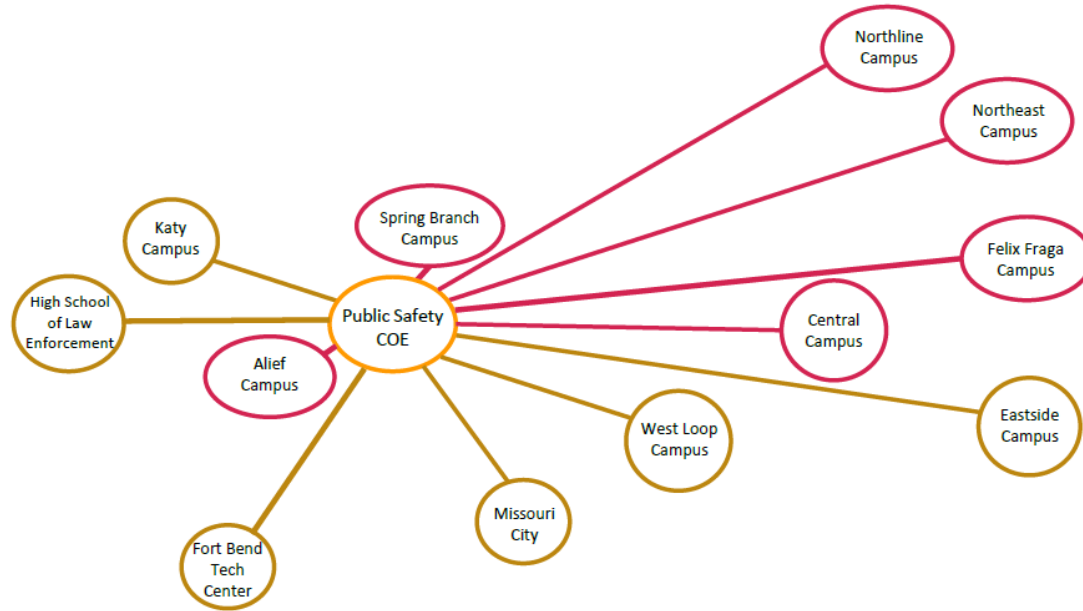 Northline
Campus
Northeast
Campus
Spring Branch
Campus
Katy
Campus
Felix Fraga
Campus
High School
of Law
Enforcement
Public Safety
COE
Central
Campus
Alief
Campus
Eastside
Campus
West Loop
Campus
Missouri
City
Fort Bend
Tech
Center